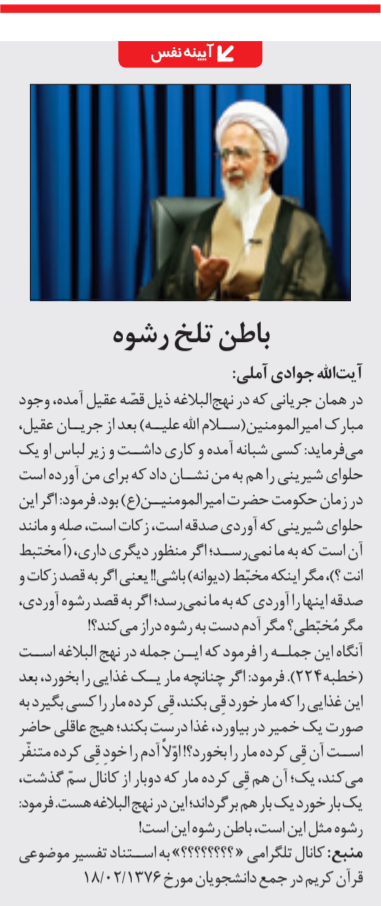 آیینه نفس
باطن تلخ رشوه
آیت‌الله جوادی آملی:
در همان جریانی که در نهج‌البلاغه ذیل قصّه عقیل آمده، وجود
مبارک امیرالمومنین(سلام الله علیه) بعد از جریان عقیل،
می‌فرماید: کسی شبانه آمده و کاری داشت و زیر لباس او یک
حلوای شیرینی را هم به من نشان داد که برای من آورده است
در زمان حکومت حضرت امیرالمومنین(ع) بود. فرمود: اگر این
حلوای شیرینی که آوردی صدقه است، زکات است، صله و مانند
آن است که به ما نمی‌رسد؛ اگر منظور دیگری داری، (اَ مختبط
انت ؟)، مگر اینکه مخبّط (دیوانه) باشی!! یعنی اگر به قصد زکات و
صدقه اینها را آوردی که به ما نمی‌رسد؛ اگر به قصد رشوه آوردی،
مگر مُخبّطی؟ مگر آدم دست به رشوه دراز می کند؟!
آنگاه این جمله را فرمود که این جمله در نهج البلاغه است
(خطبه۲۲۴). فرمود: اگر چنانچه مار یک غذایی را بخورد، بعد
این غذایی را که مار خورد قِی بکند، قِی کرده مار را کسی بگیرد به
صورت یک خمیر در بیاورد، غذا درست بکند؛ هیچ عاقلی حاضر
است آن قِی کرده مار را بخورد؟!! اوّلاً آدم را خودِ قِی کرده متنفّر
می‌کند، یک؛ آن هم قِی کرده مار که دوبار از کانال سمّ گذشت،
یک بار خورد یک بار هم برگرداند؛ این در نهج البلاغه هست. فرمود:
رشوه مثل این است، باطن رشوه این است!
منبع: کانال تلگرامی «؟؟؟؟؟؟؟؟» به استناد تفسیر موضوعی
قرآن کریم در جمع دانشجویان مورخ ۱۸/۰۲/۱۳۷۶